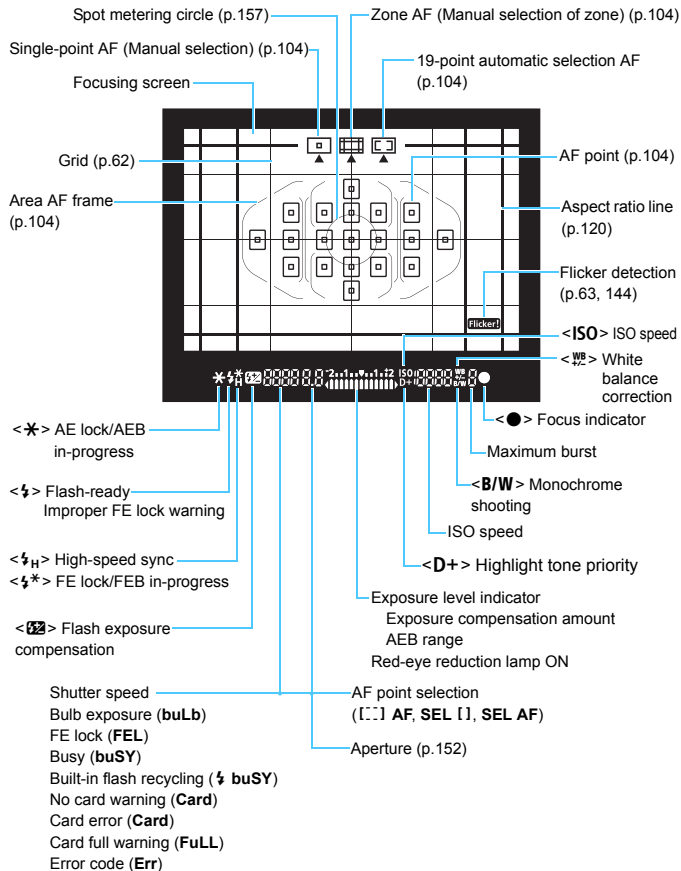 Spot metering circle (p.157)
Zone AF (Manual selection of zone) (p.104)
Single-point AF (Manual selection) (p.104)
19-point automatic selection AF
(p.104)
Focusing screen
Grid (p.62)
AF point (p.104)
Area AF frame
(p.104)
Aspect ratio line
(p.120)
Flicker detection
(p.63, 144)
Flicker!
<ISO> ISO speed
<WB +/-> White
balance
correction
-2..1..▼..1..+2 ISO WB +/-
H D+ B/W
<●> Focus indicator
<✱> AE lock/AEB
in-progress
Maximum burst
<B/W> Monochrome
shooting
<⚡> Flash-ready
Improper FE lock warning
ISO speed
<⚡H> High-speed sync
<⚡*> FE lock/FEB in-progress
<D+> Highlight tone priority
Exposure level indicator
Exposure compensation amount
AEB range
Red-eye reduction lamp ON
<⚡±> Flash exposure
compensation
Shutter speed
Bulb exposure (buLb)
FE lock (FEL)
Busy (buSY)
Built-in flash recycling (⚡ buSY)
No card warning (Card)
Card error (Card)
Card full warning (FuLL)
Error code (Err)
AF point selection
([ ] AF, SEL [ ], SEL AF)
Aperture (p.152)